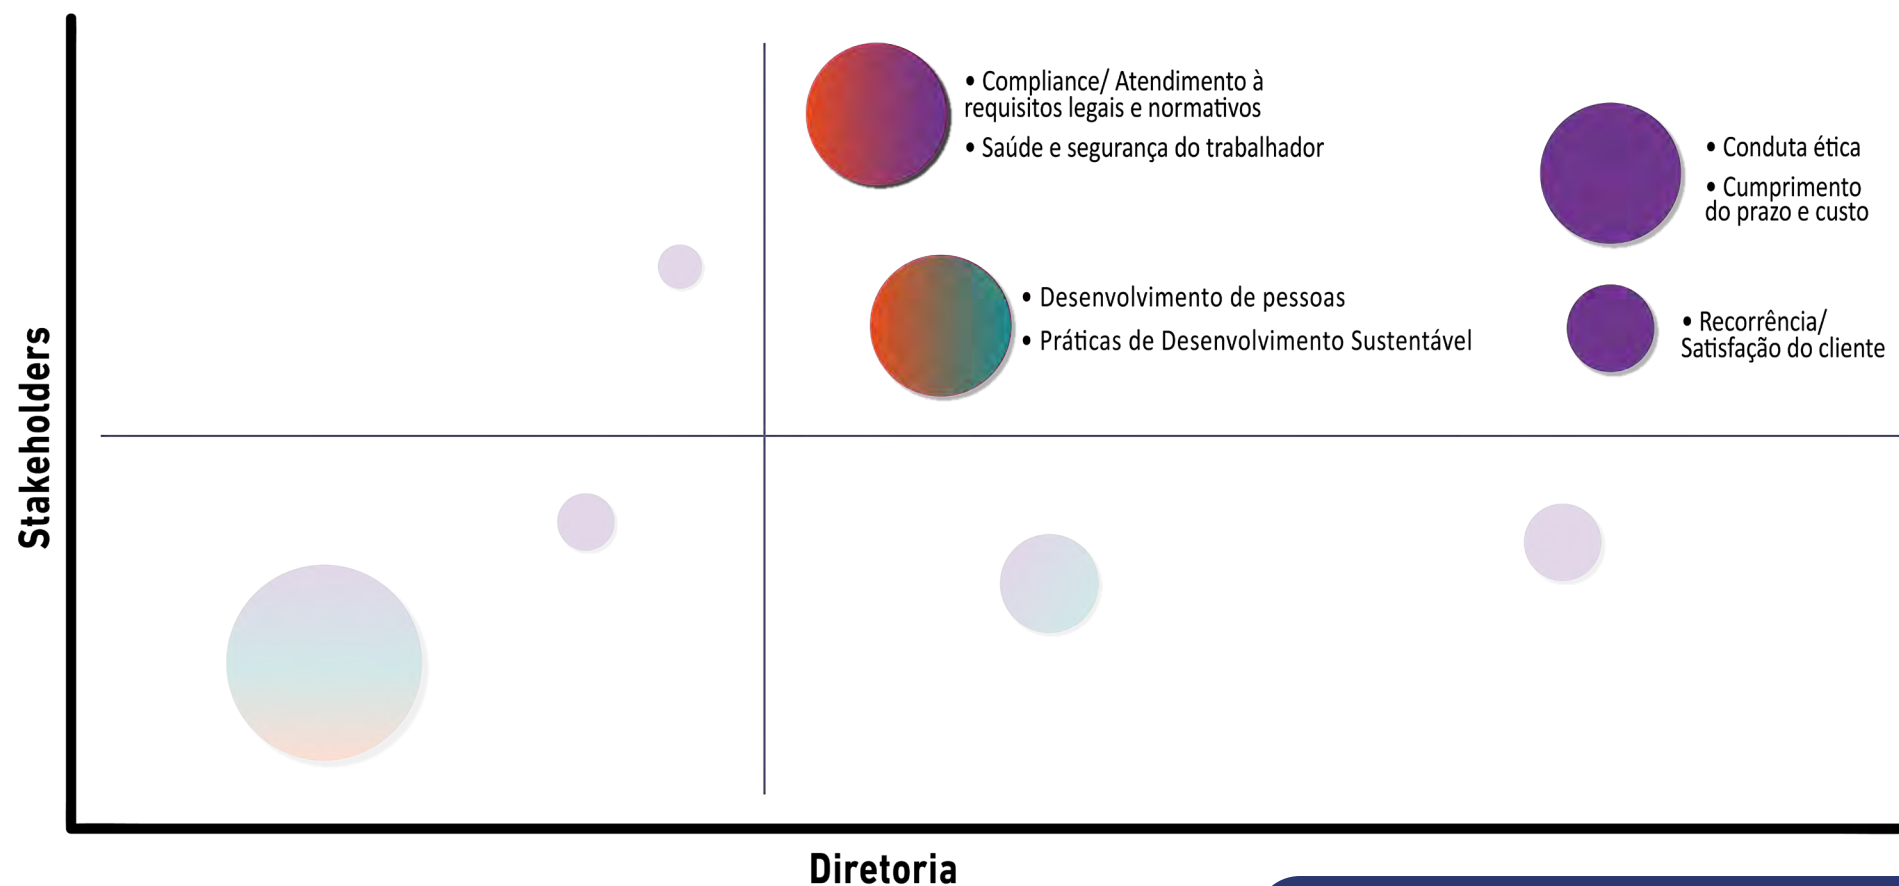 • Compliance/ Atendimento à
requisitos legais e normativos
• Saúde e segurança do trabalhador
• Conduta ética
• Cumprimento
do prazo e custo
• Desenvolvimento de pessoas
• Práticas de Desenvolvimento Sustentável
• Recorrência/
Satisfação do cliente
Stakeholders
Diretoria